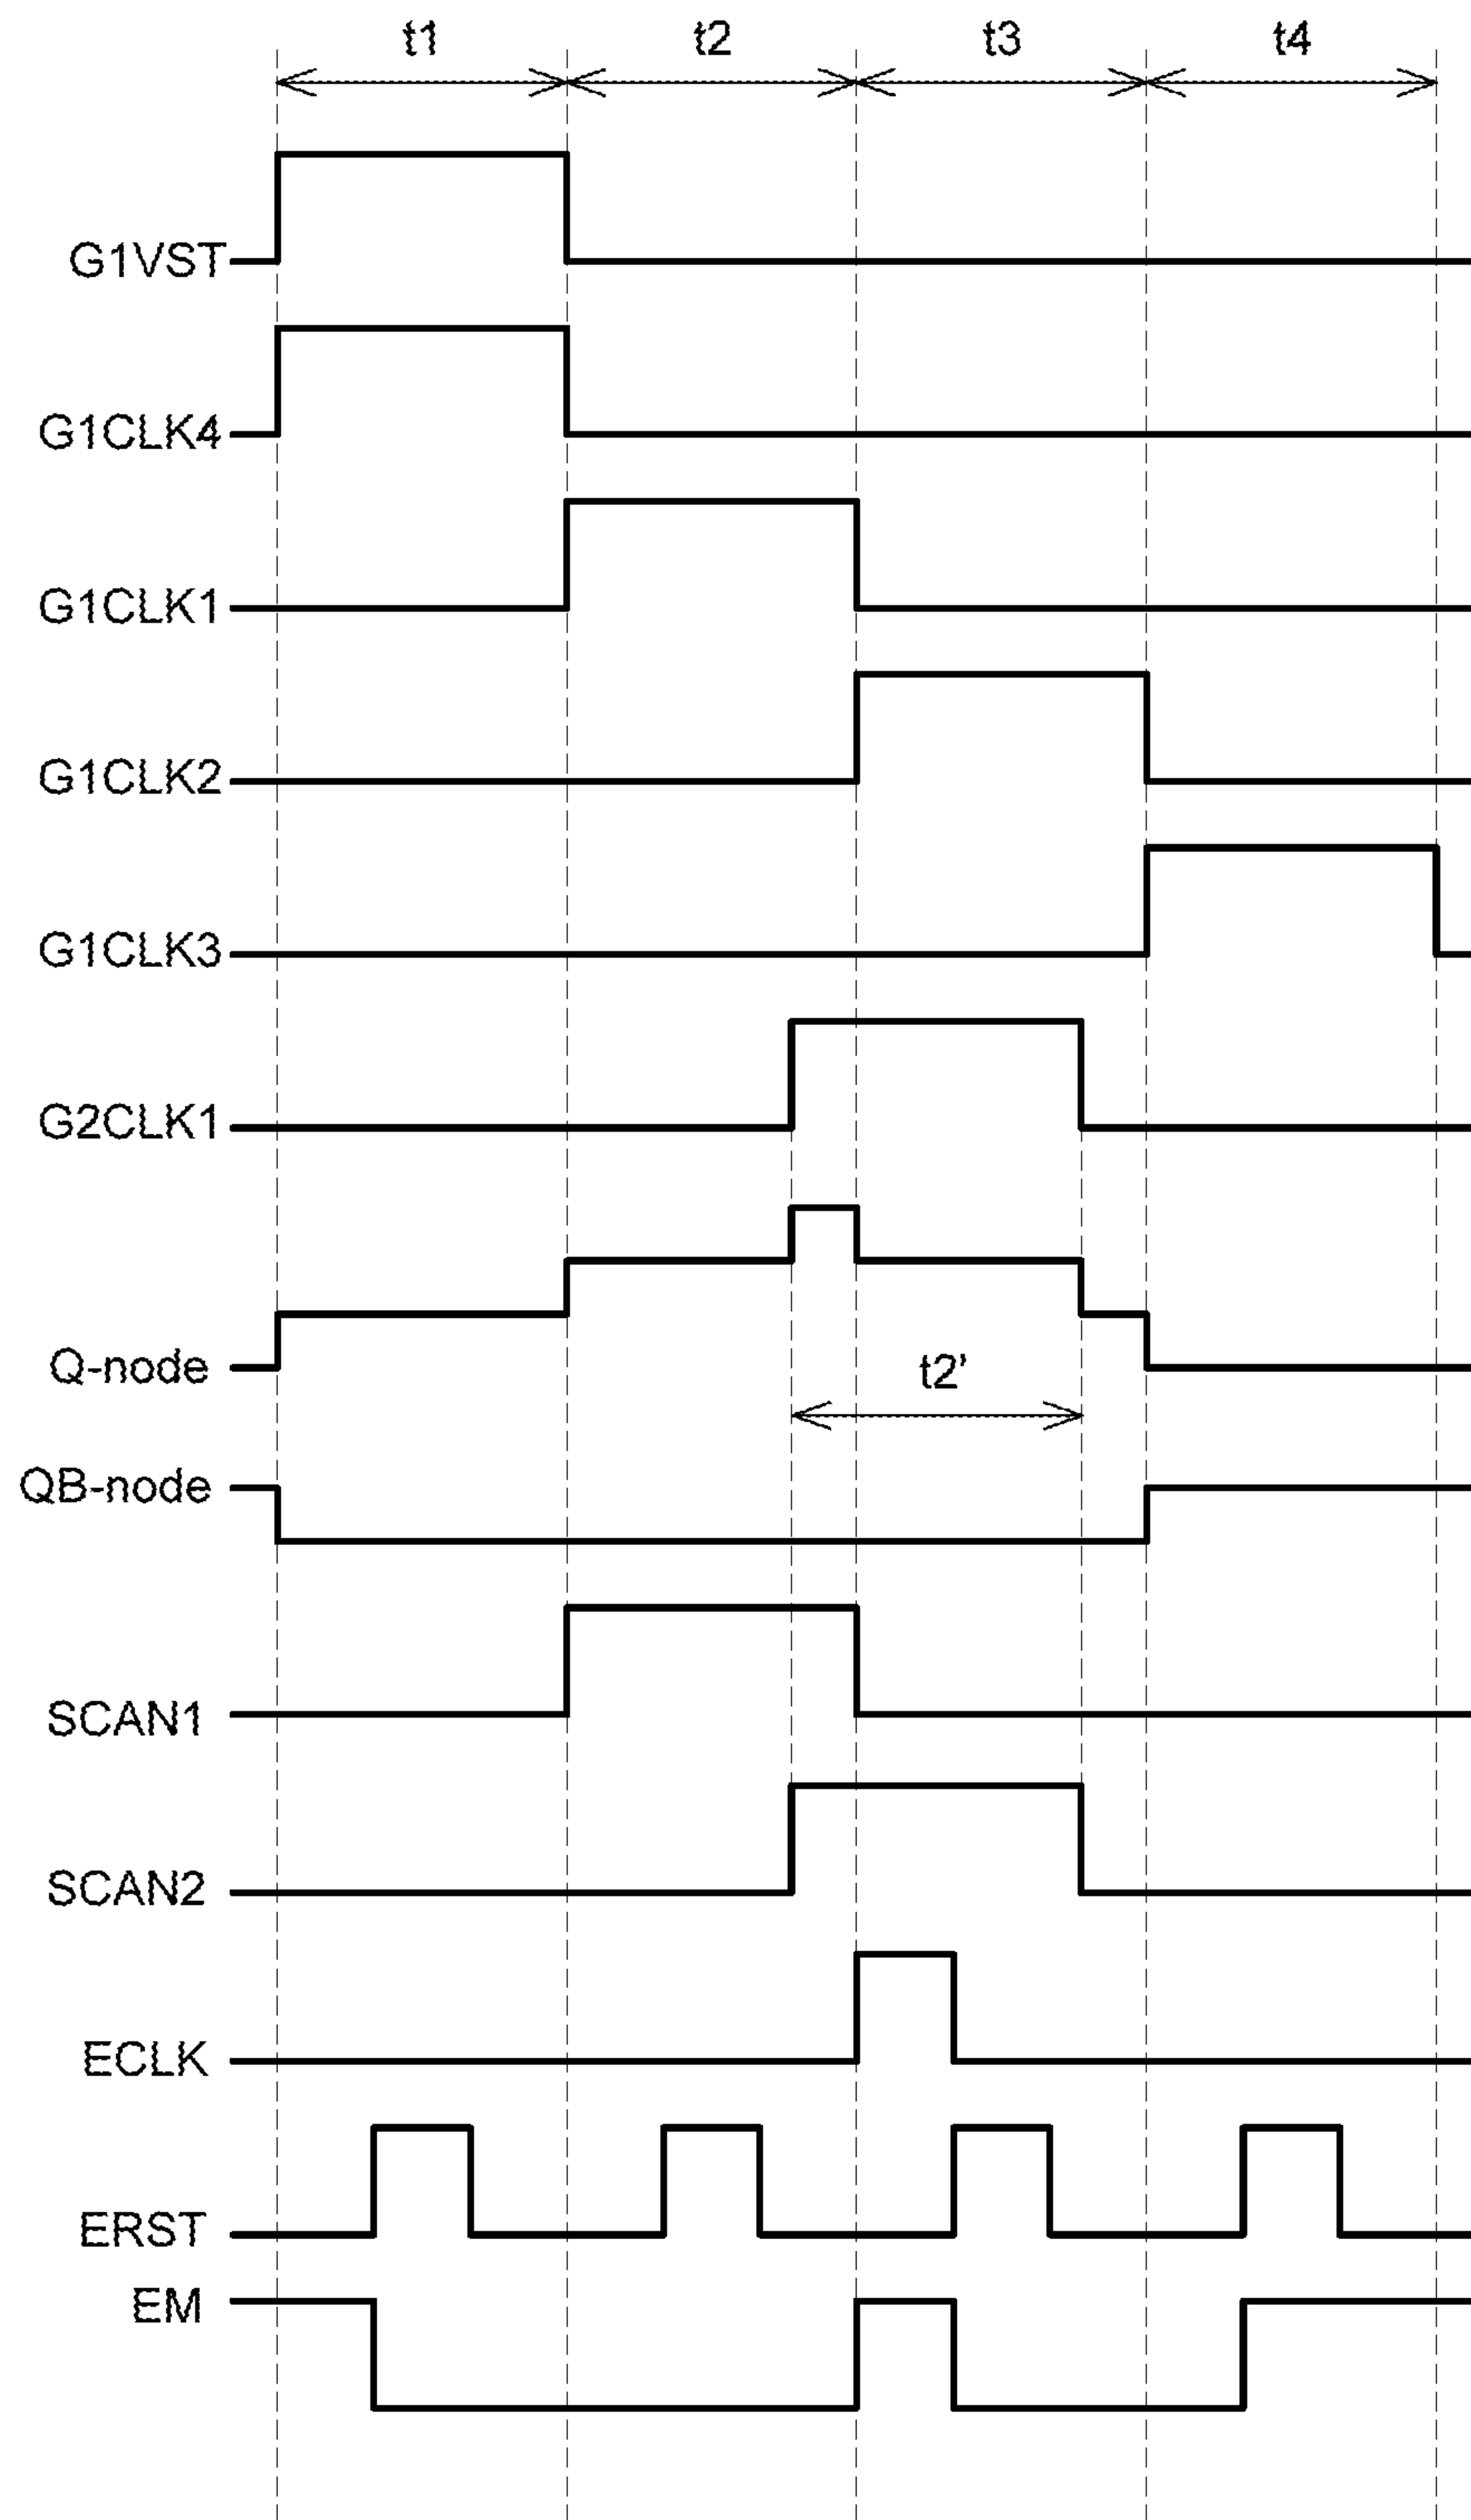 t1 t2 t3 t4
G1VST
G1CLK4
G1CLK1
G1CLK2
G1CLK3
G2CLK1
Q-node
t2'
QB-node
SCAN1
SCAN2
ECLK
ERST
EM